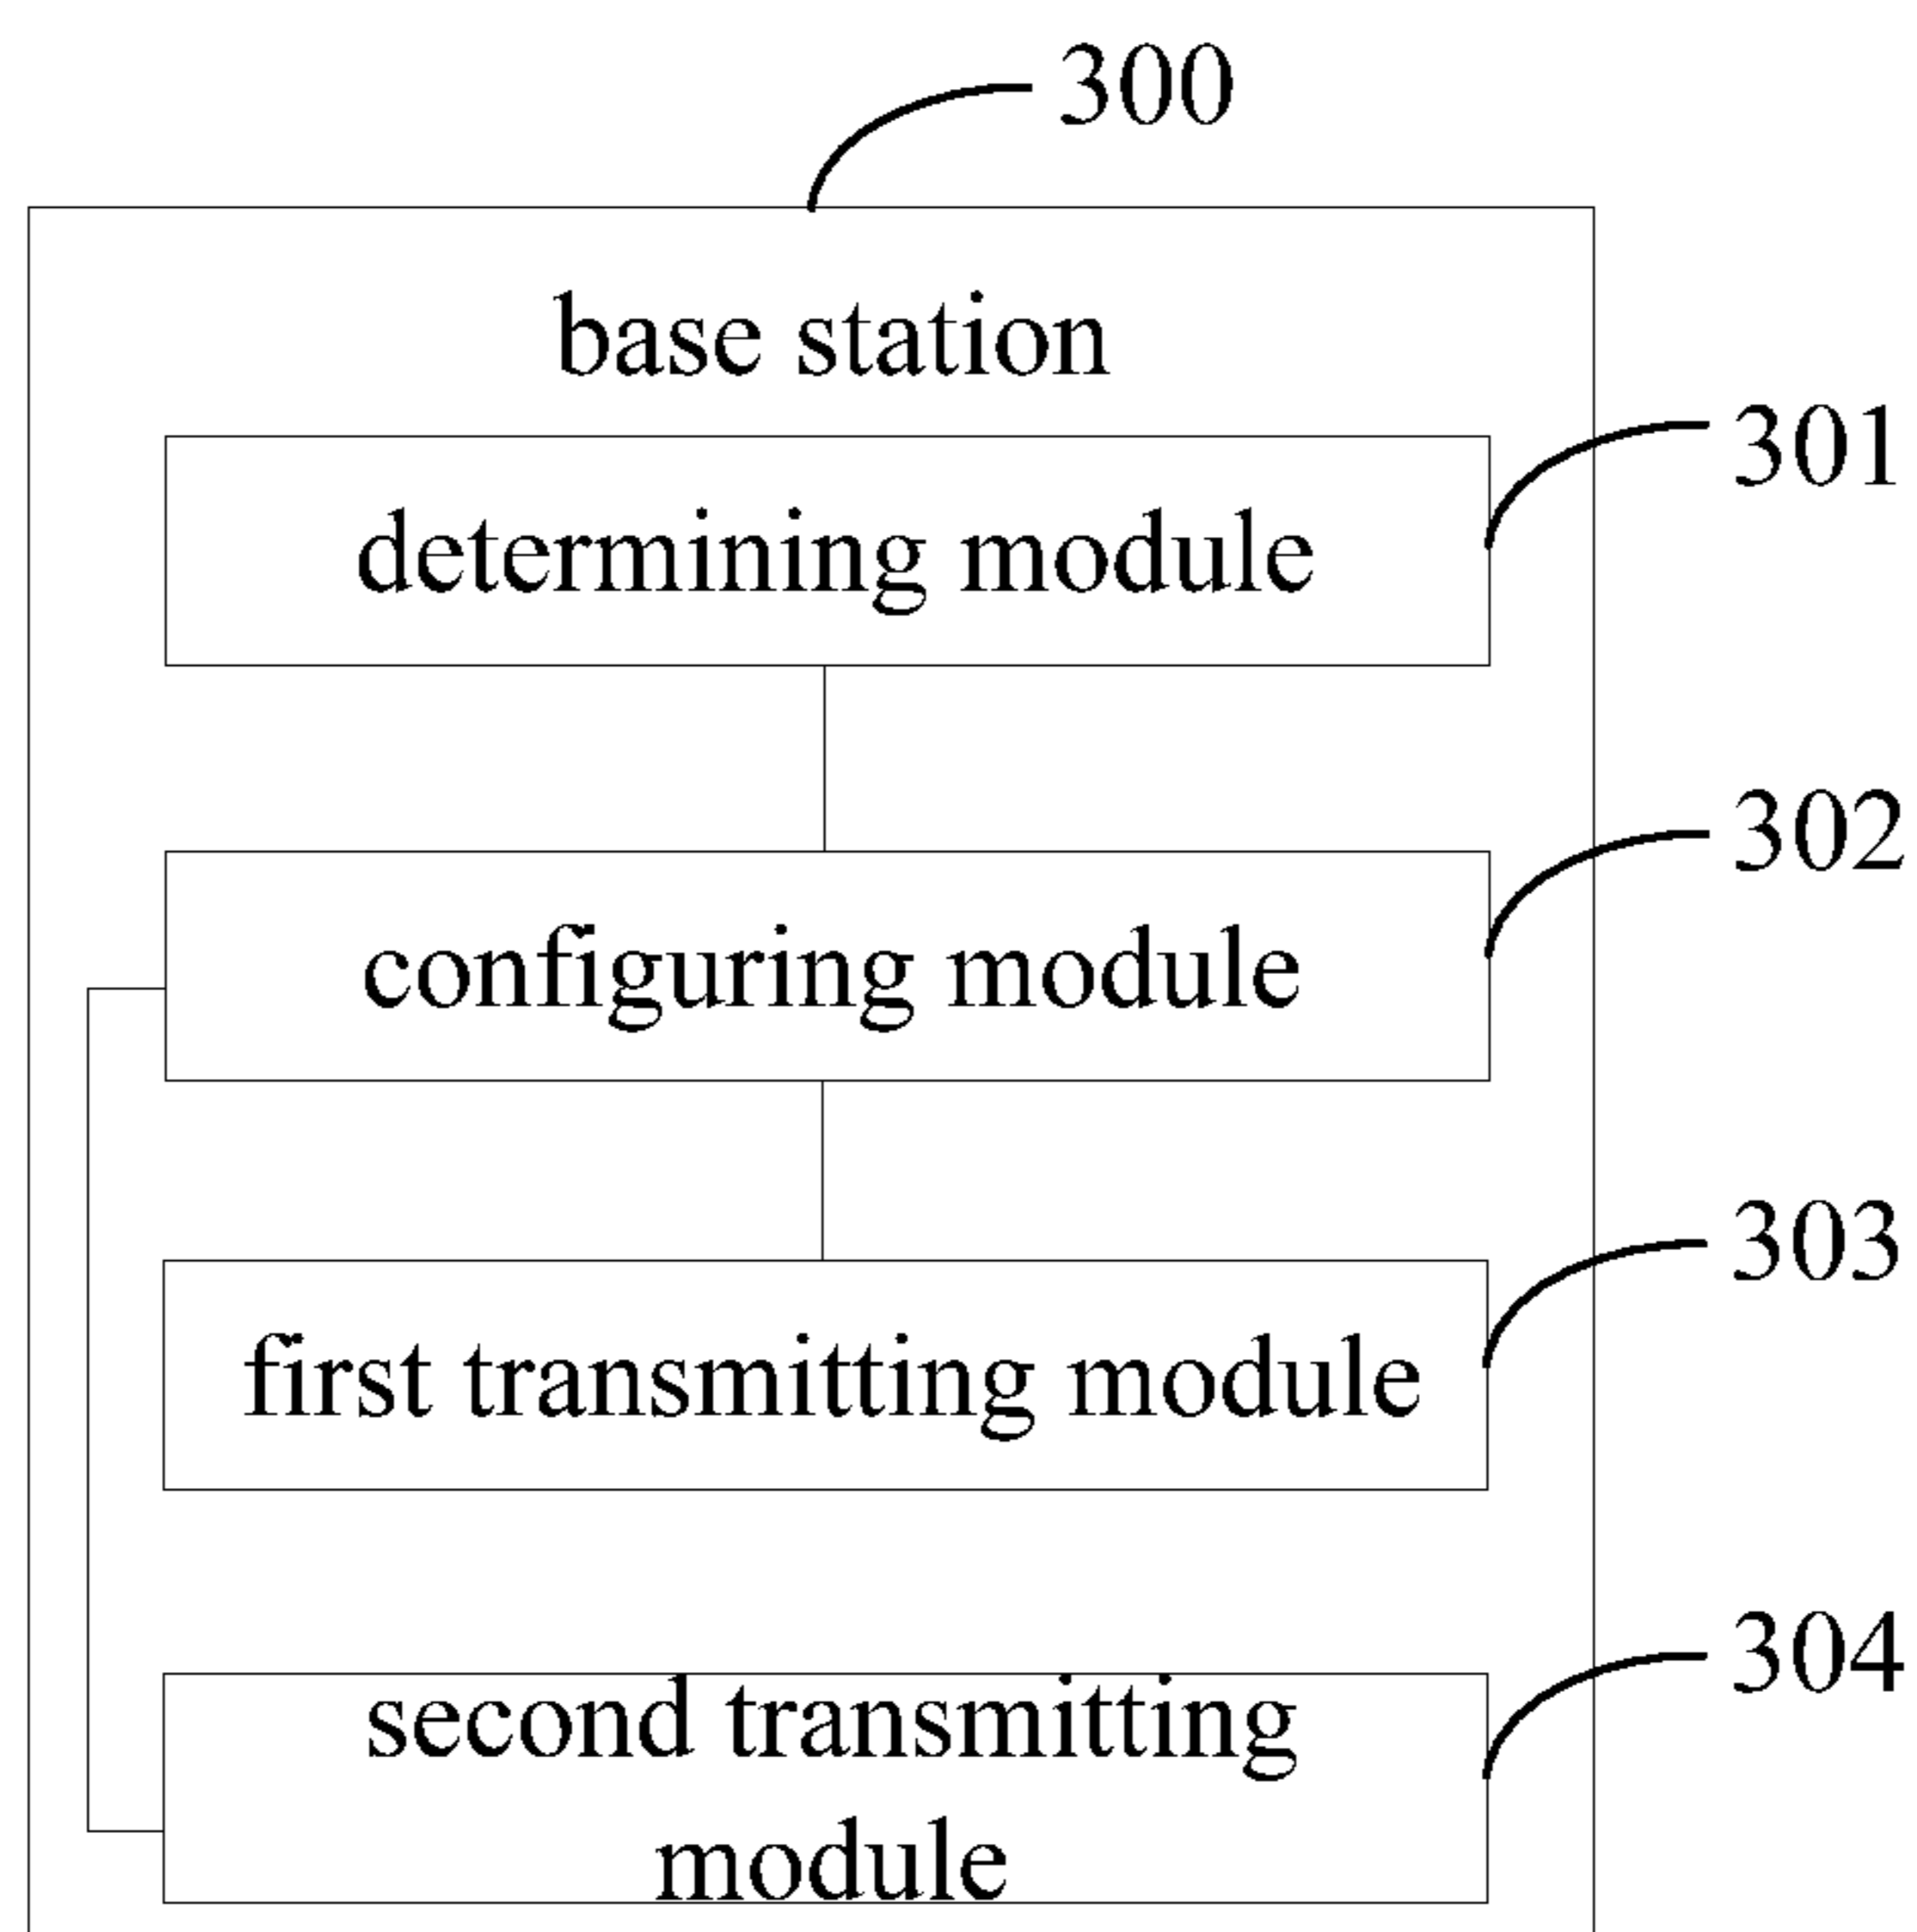 300
base station
301
determining module
302
configuring module
303
first transmitting module
304
second transmitting
module